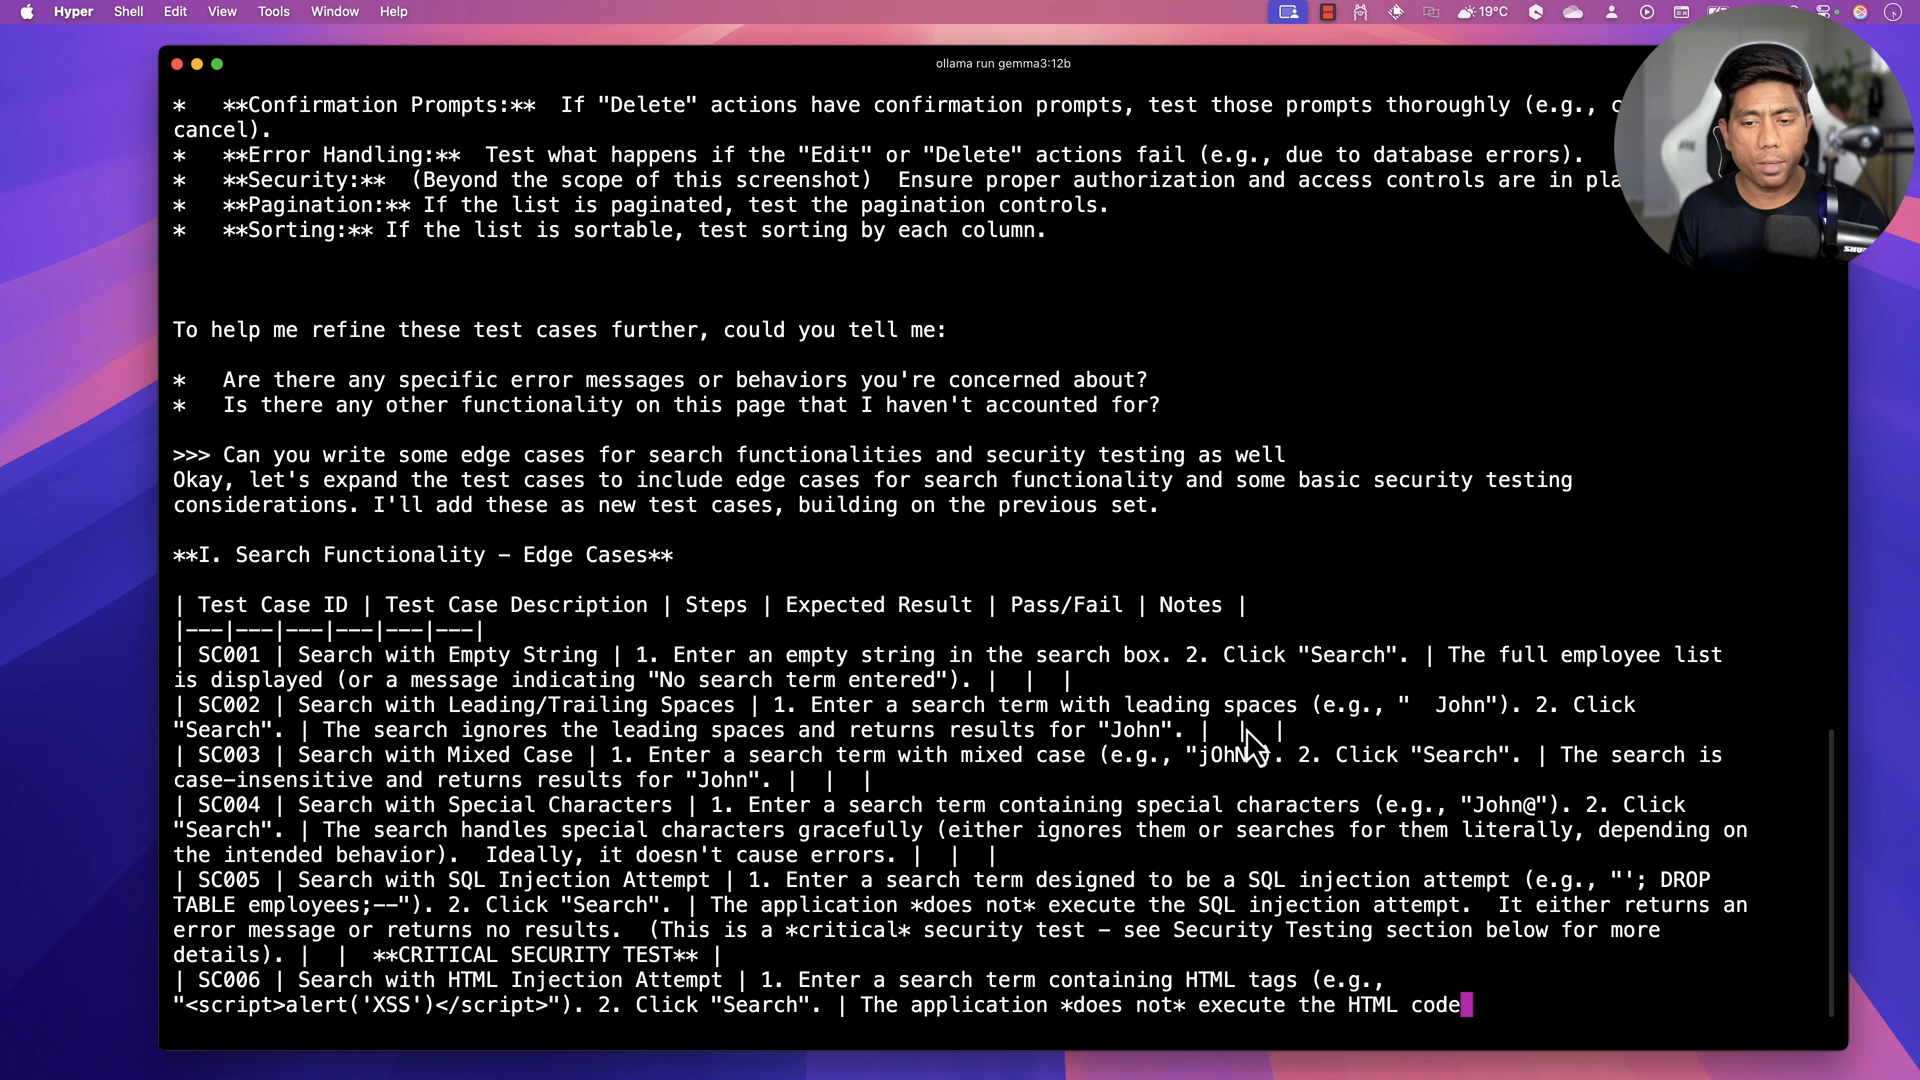 Hyper Shell Edit View Tools Window Help 19°C
ollama run gemma3:12b
* **Confirmation Prompts:** If "Delete" actions have confirmation prompts, test those prompts thoroughly (e.g.,
cancel).
* **Error Handling:** Test what happens if the "Edit" or "Delete" actions fail (e.g., due to database errors).
* **Security:** (Beyond the scope of this screenshot) Ensure proper authorization and access controls are in pla
* **Pagination:** If the list is paginated, test the pagination controls.
* **Sorting:** If the list is sortable, test sorting by each column.
To help me refine these test cases further, could you tell me:
* Are there any specific error messages or behaviors you're concerned about?
* Is there any other functionality on this page that I haven't accounted for?
>>> Can you write some edge cases for search functionalities and security testing as well
Okay, let's expand the test cases to include edge cases for search functionality and some basic security testing
considerations. I'll add these as new test cases, building on the previous set.
**I. Search Functionality - Edge Cases**
| Test Case ID | Test Case Description | Steps | Expected Result | Pass/Fail | Notes |
|---|---|---|---|---|---|
| SC001 | Search with Empty String | 1. Enter an empty string in the search box. 2. Click "Search". | The full employee list
is displayed (or a message indicating "No search term entered"). | | |
| SC002 | Search with Leading/Trailing Spaces | 1. Enter a search term with leading spaces (e.g., "  John"). 2. Click
"Search". | The search ignores the leading spaces and returns results for "John". | | |
| SC003 | Search with Mixed Case | 1. Enter a search term with mixed case (e.g., "jOhN"). 2. Click "Search". | The search is
case-insensitive and returns results for "John". | | |
| SC004 | Search with Special Characters | 1. Enter a search term containing special characters (e.g., "John@"). 2. Click
"Search". | The search handles special characters gracefully (either ignores them or searches for them literally, depending on
the intended behavior). Ideally, it doesn't cause errors. | | |
| SC005 | Search with SQL Injection Attempt | 1. Enter a search term designed to be a SQL injection attempt (e.g., "'; DROP
TABLE employees;--"). 2. Click "Search". | The application *does not* execute the SQL injection attempt. It either returns an
error message or returns no results. (This is a *critical* security test - see Security Testing section below for more
details). | | **CRITICAL SECURITY TEST** |
| SC006 | Search with HTML Injection Attempt | 1. Enter a search term containing HTML tags (e.g.,
"<script>alert('XSS')</script>"). 2. Click "Search". | The application *does not* execute the HTML code